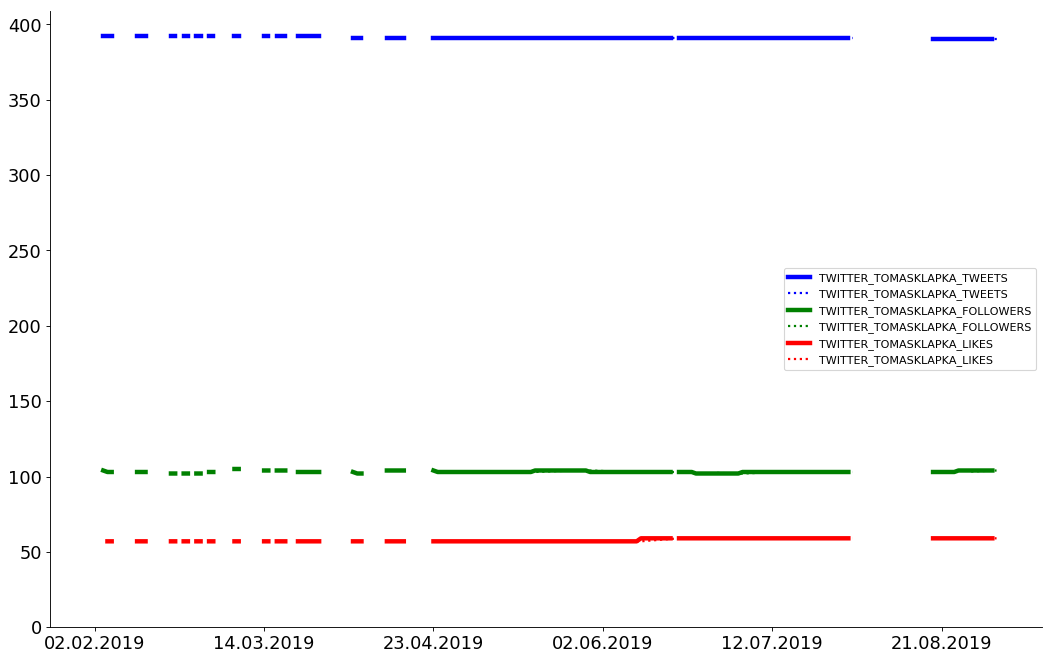 400
350
300
250
200
150
100
50
0
02.02.2019 14.03.2019 23.04.2019 02.06.2019 12.07.2019 21.08.2019
TWITTER_TOMASKLAPKA_TWEETS
TWITTER_TOMASKLAPKA_TWEETS
TWITTER_TOMASKLAPKA_FOLLOWERS
TWITTER_TOMASKLAPKA_FOLLOWERS
TWITTER_TOMASKLAPKA_LIKES
TWITTER_TOMASKLAPKA_LIKES